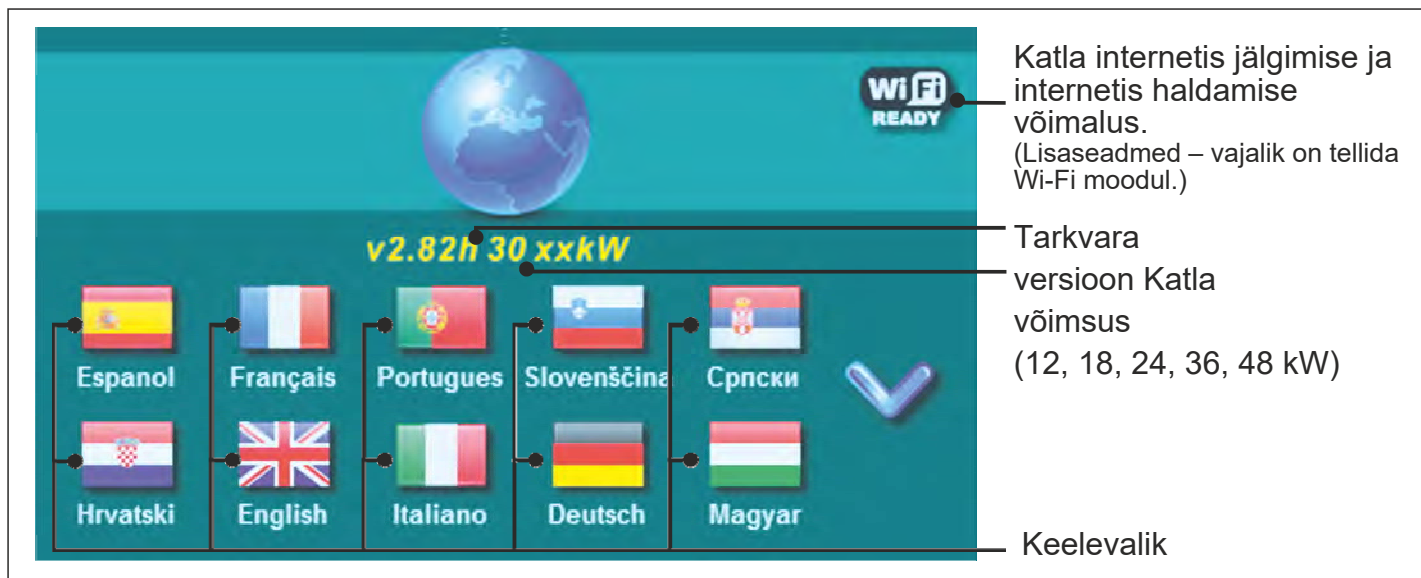 Wi Fi
READY
v2.82h 30 xxkW
Espanol Français Portugues Slovenščina Српски
Hrvatski English Italiano Deutsch Magyar
Katla internetis jälgimise ja
internetis haldamise
võimalus.
(Lisaseadmed – vajalik on tellida
Wi-Fi moodul.)
Tarkvara
versioon Katla
võimsus
(12, 18, 24, 36, 48 kW)
Keelevalik